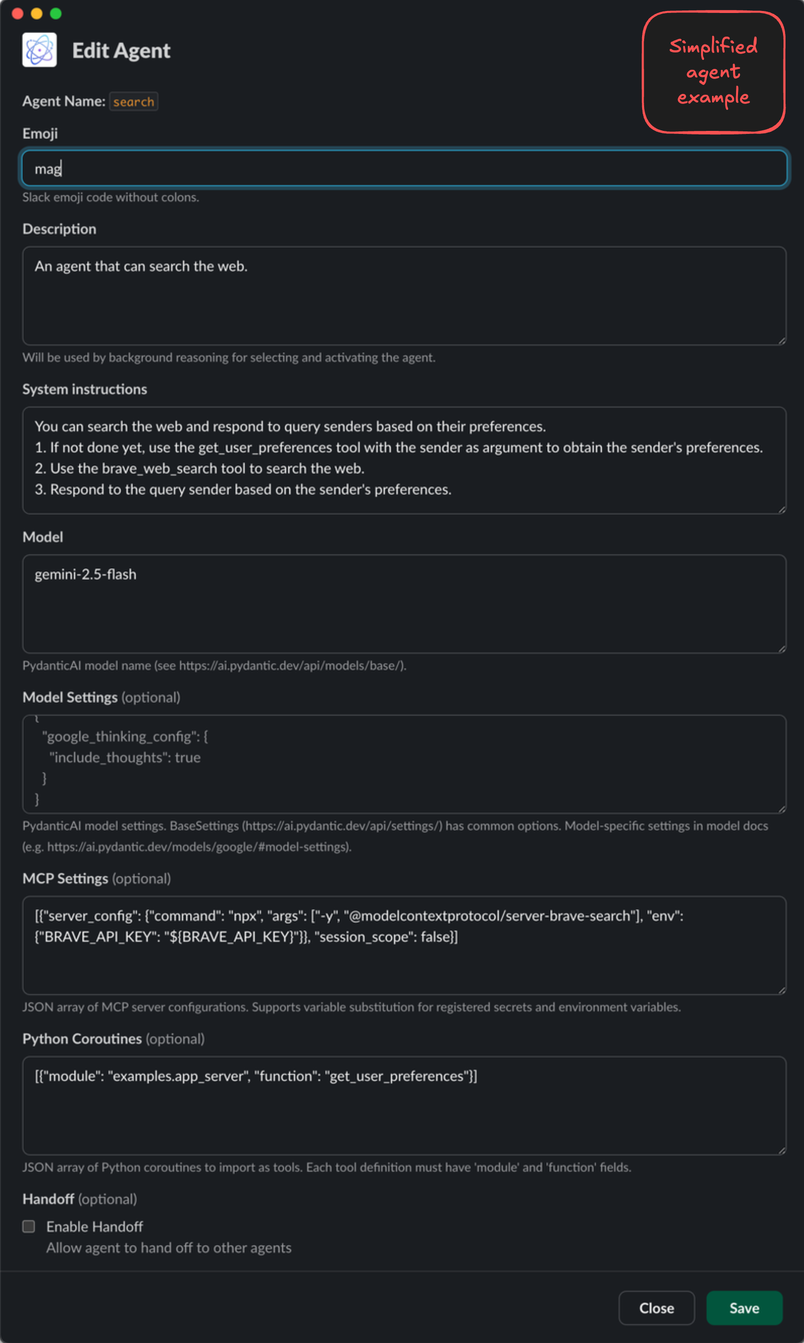 Edit Agent
Simplified
agent
example
Agent Name: search
Emoji
mag
Slack emoji code without colons.
Description
An agent that can search the web.
Will be used by background reasoning for selecting and activating the agent.
System instructions
You can search the web and respond to query senders based on their preferences.
1. If not done yet, use the get_user_preferences tool with the sender as argument to obtain the sender's preferences.
2. Use the brave_web_search tool to search the web.
3. Respond to the query sender based on the sender's preferences.
Model
gemini-2.5-flash
PydanticAI model name (see https://ai.pydantic.dev/api/models/base/).
Model Settings (optional)
{
"google_thinking_config": {
"include_thoughts": true
}
}
PydanticAI model settings. BaseSettings (https://ai.pydantic.dev/api/settings/) has common options. Model-specific settings in model docs
(e.g. https://ai.pydantic.dev/models/google/#model-settings).
MCP Settings (optional)
[{"server_config": {"command": "npx", "args": ["-y", "@modelcontextprotocol/server-brave-search"], "env":
{"BRAVE_API_KEY": "${BRAVE_API_KEY}"}}, "session_scope": false}]
JSON array of MCP server configurations. Supports variable substitution for registered secrets and environment variables.
Python Coroutines (optional)
[{"module": "examples.app_server", "function": "get_user_preferences"}]
JSON array of Python coroutines to import as tools. Each tool definition must have 'module' and 'function' fields.
Handoff (optional)
Enable Handoff
Allow agent to hand off to other agents
Close
Save